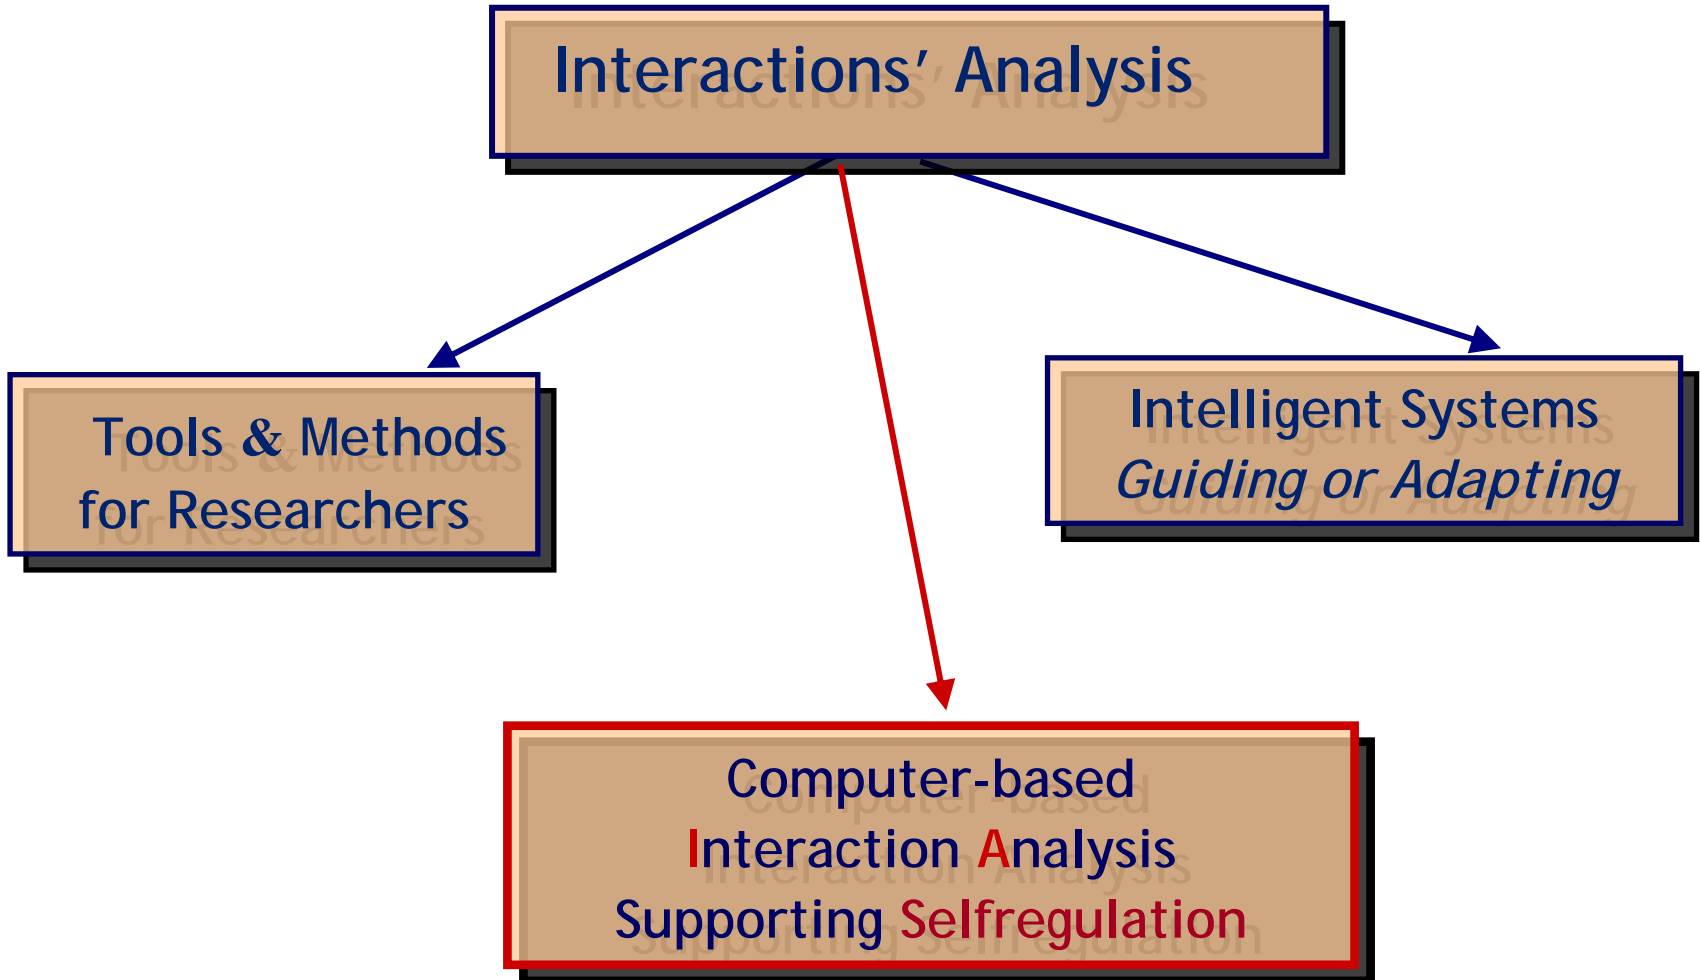 Interactions’ Analysis
Tools & Methods
for Researchers
Intelligent Systems
Guiding or Adapting
Computer-based
Interaction Analysis
Supporting Selfregulation